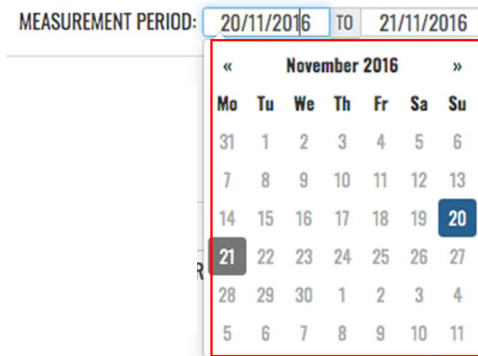 MEASUREMENT PERIOD: 20/11/2016 TO 21/11/2016
« November 2016 »
Mo Tu We Th Fr Sa Su
31 1 2 3 4 5 6
7 8 9 10 11 12 13
14 15 16 17 18 19 20
21 22 23 24 25 26 27
R
28 29 30 1 2 3 4
5 6 7 8 9 10 11